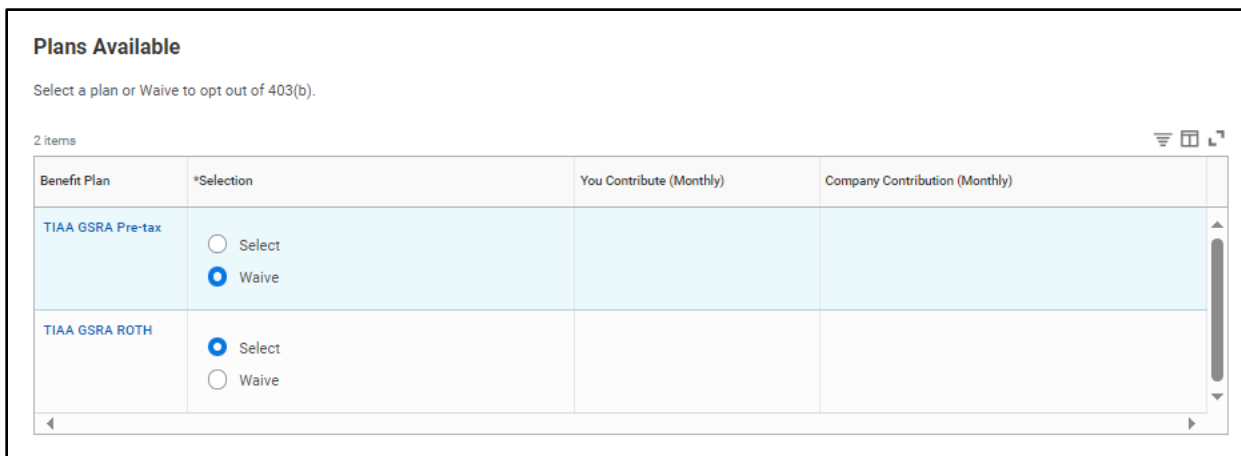 Plans Available
Select a plan or Waive to opt out of 403(b).
2 items
Benefit Plan *Selection You Contribute (Monthly) Company Contribution (Monthly)
TIAA GSRA Pre-tax
Select
Waive
TIAA GSRA ROTH
Select
Waive